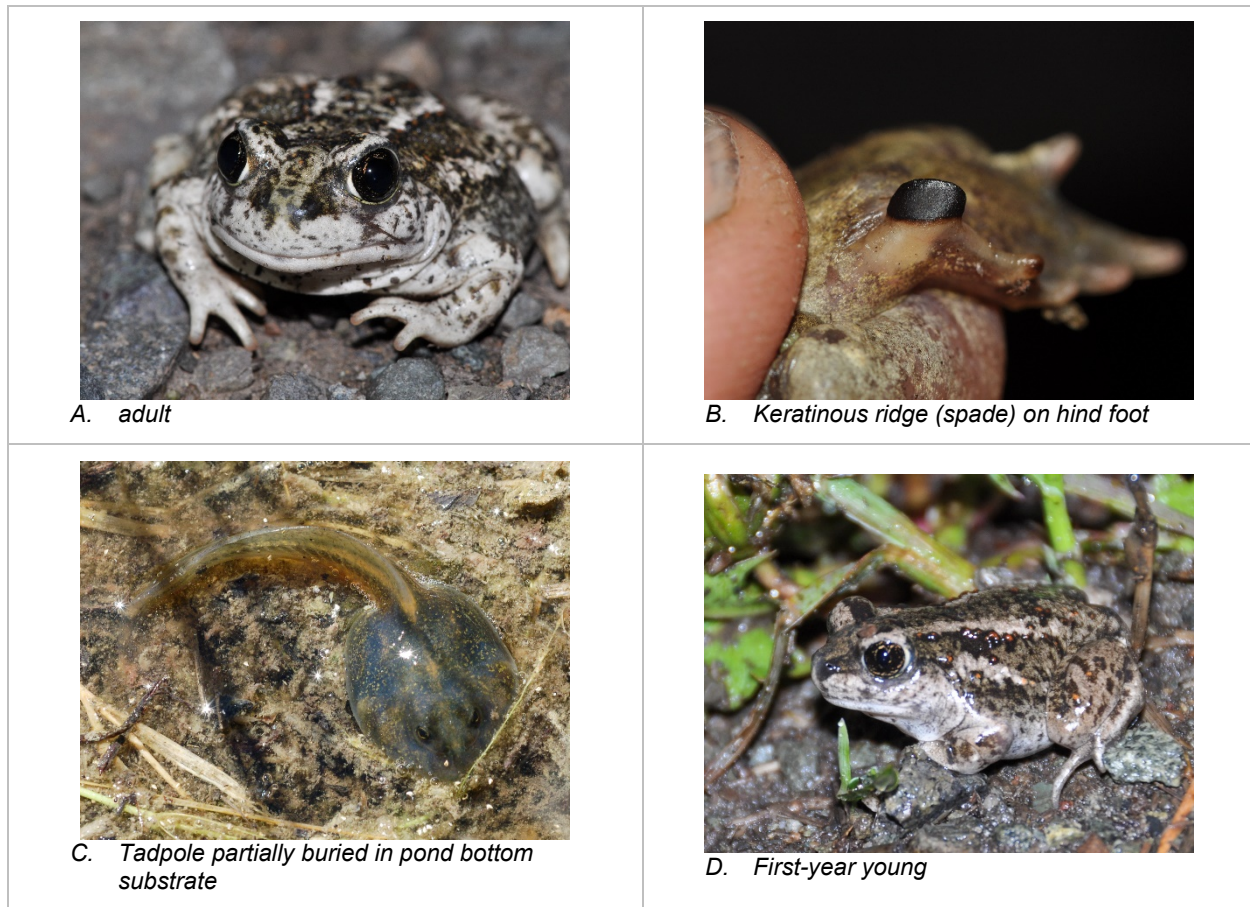 A. adult
B. Keratinous ridge (spade) on hind foot
C. Tadpole partially buried in pond bottom
substrate
D. First-year young